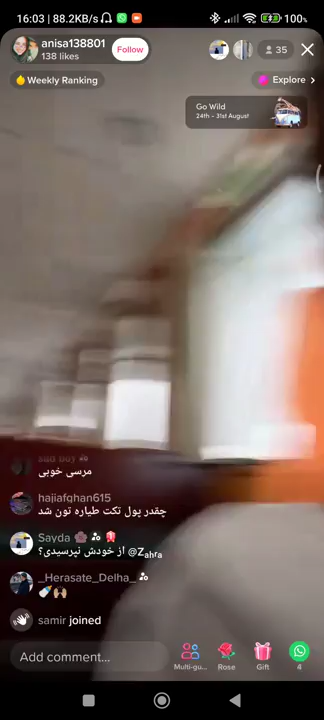 16:03 | 88.2KB/s
100%
anisa138801
138 likes
Follow
35
Weekly Ranking
Explore >
Go Wild
24th - 31st August
sad boy
مرسی خوبی
hajiafghan615
چقدر پول تکت طیاره تون شد
Sayda 🌸
@Zahra از خودش نپرسیدی؟
_Herasate_Delha_
🍼🙌🏻
samir joined
Add comment...
Multi-gu...
Rose
Gift
4